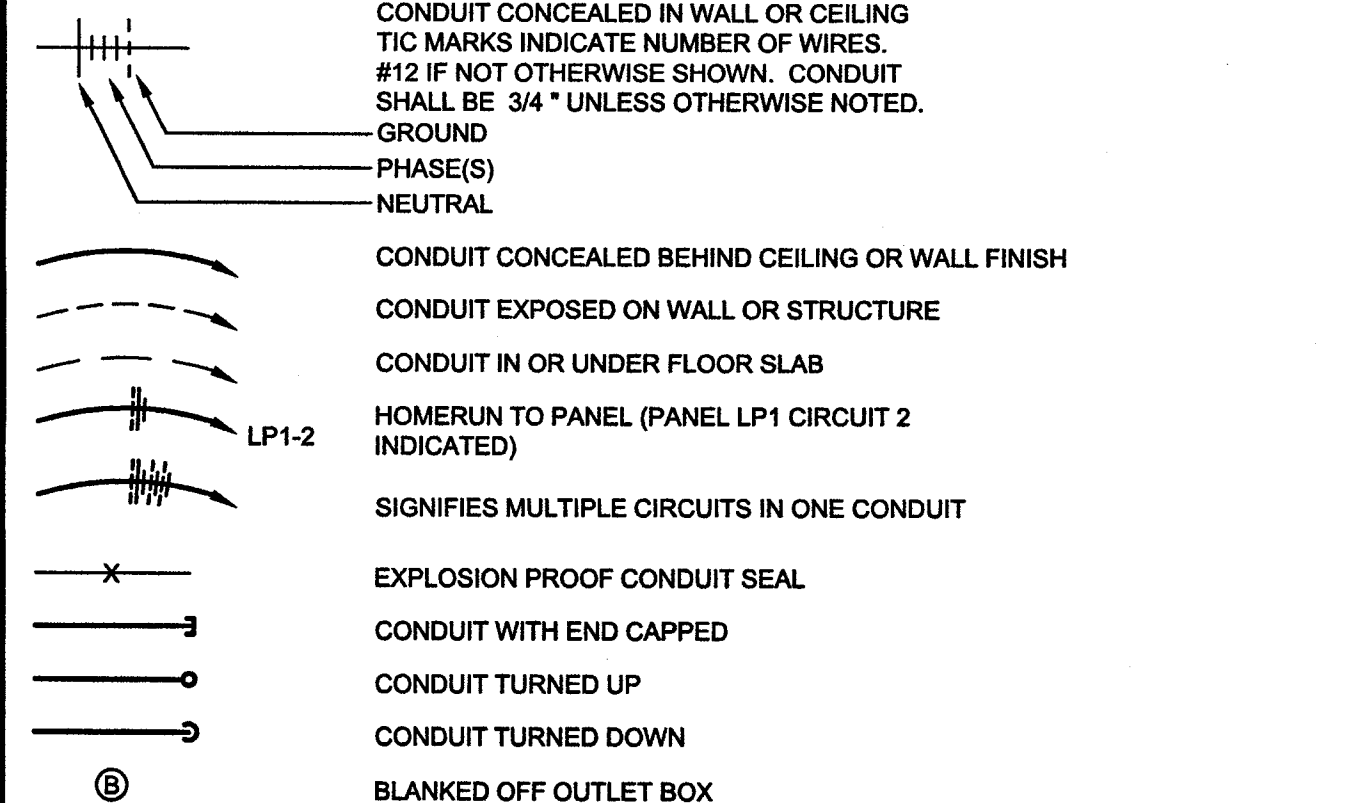 CONDUIT CONCEALED IN WALL OR CEILING
TIC MARKS INDICATE NUMBER OF WIRES.
#12 IF NOT OTHERWISE SHOWN. CONDUIT
SHALL BE 3/4 " UNLESS OTHERWISE NOTED.
GROUND
PHASE(S)
NEUTRAL
CONDUIT CONCEALED BEHIND CEILING OR WALL FINISH
CONDUIT EXPOSED ON WALL OR STRUCTURE
CONDUIT IN OR UNDER FLOOR SLAB
LP1-2 HOMERUN TO PANEL (PANEL LP1 CIRCUIT 2
INDICATED)
SIGNIFIES MULTIPLE CIRCUITS IN ONE CONDUIT
X EXPLOSION PROOF CONDUIT SEAL
CONDUIT WITH END CAPPED
CONDUIT TURNED UP
CONDUIT TURNED DOWN
B BLANKED OFF OUTLET BOX